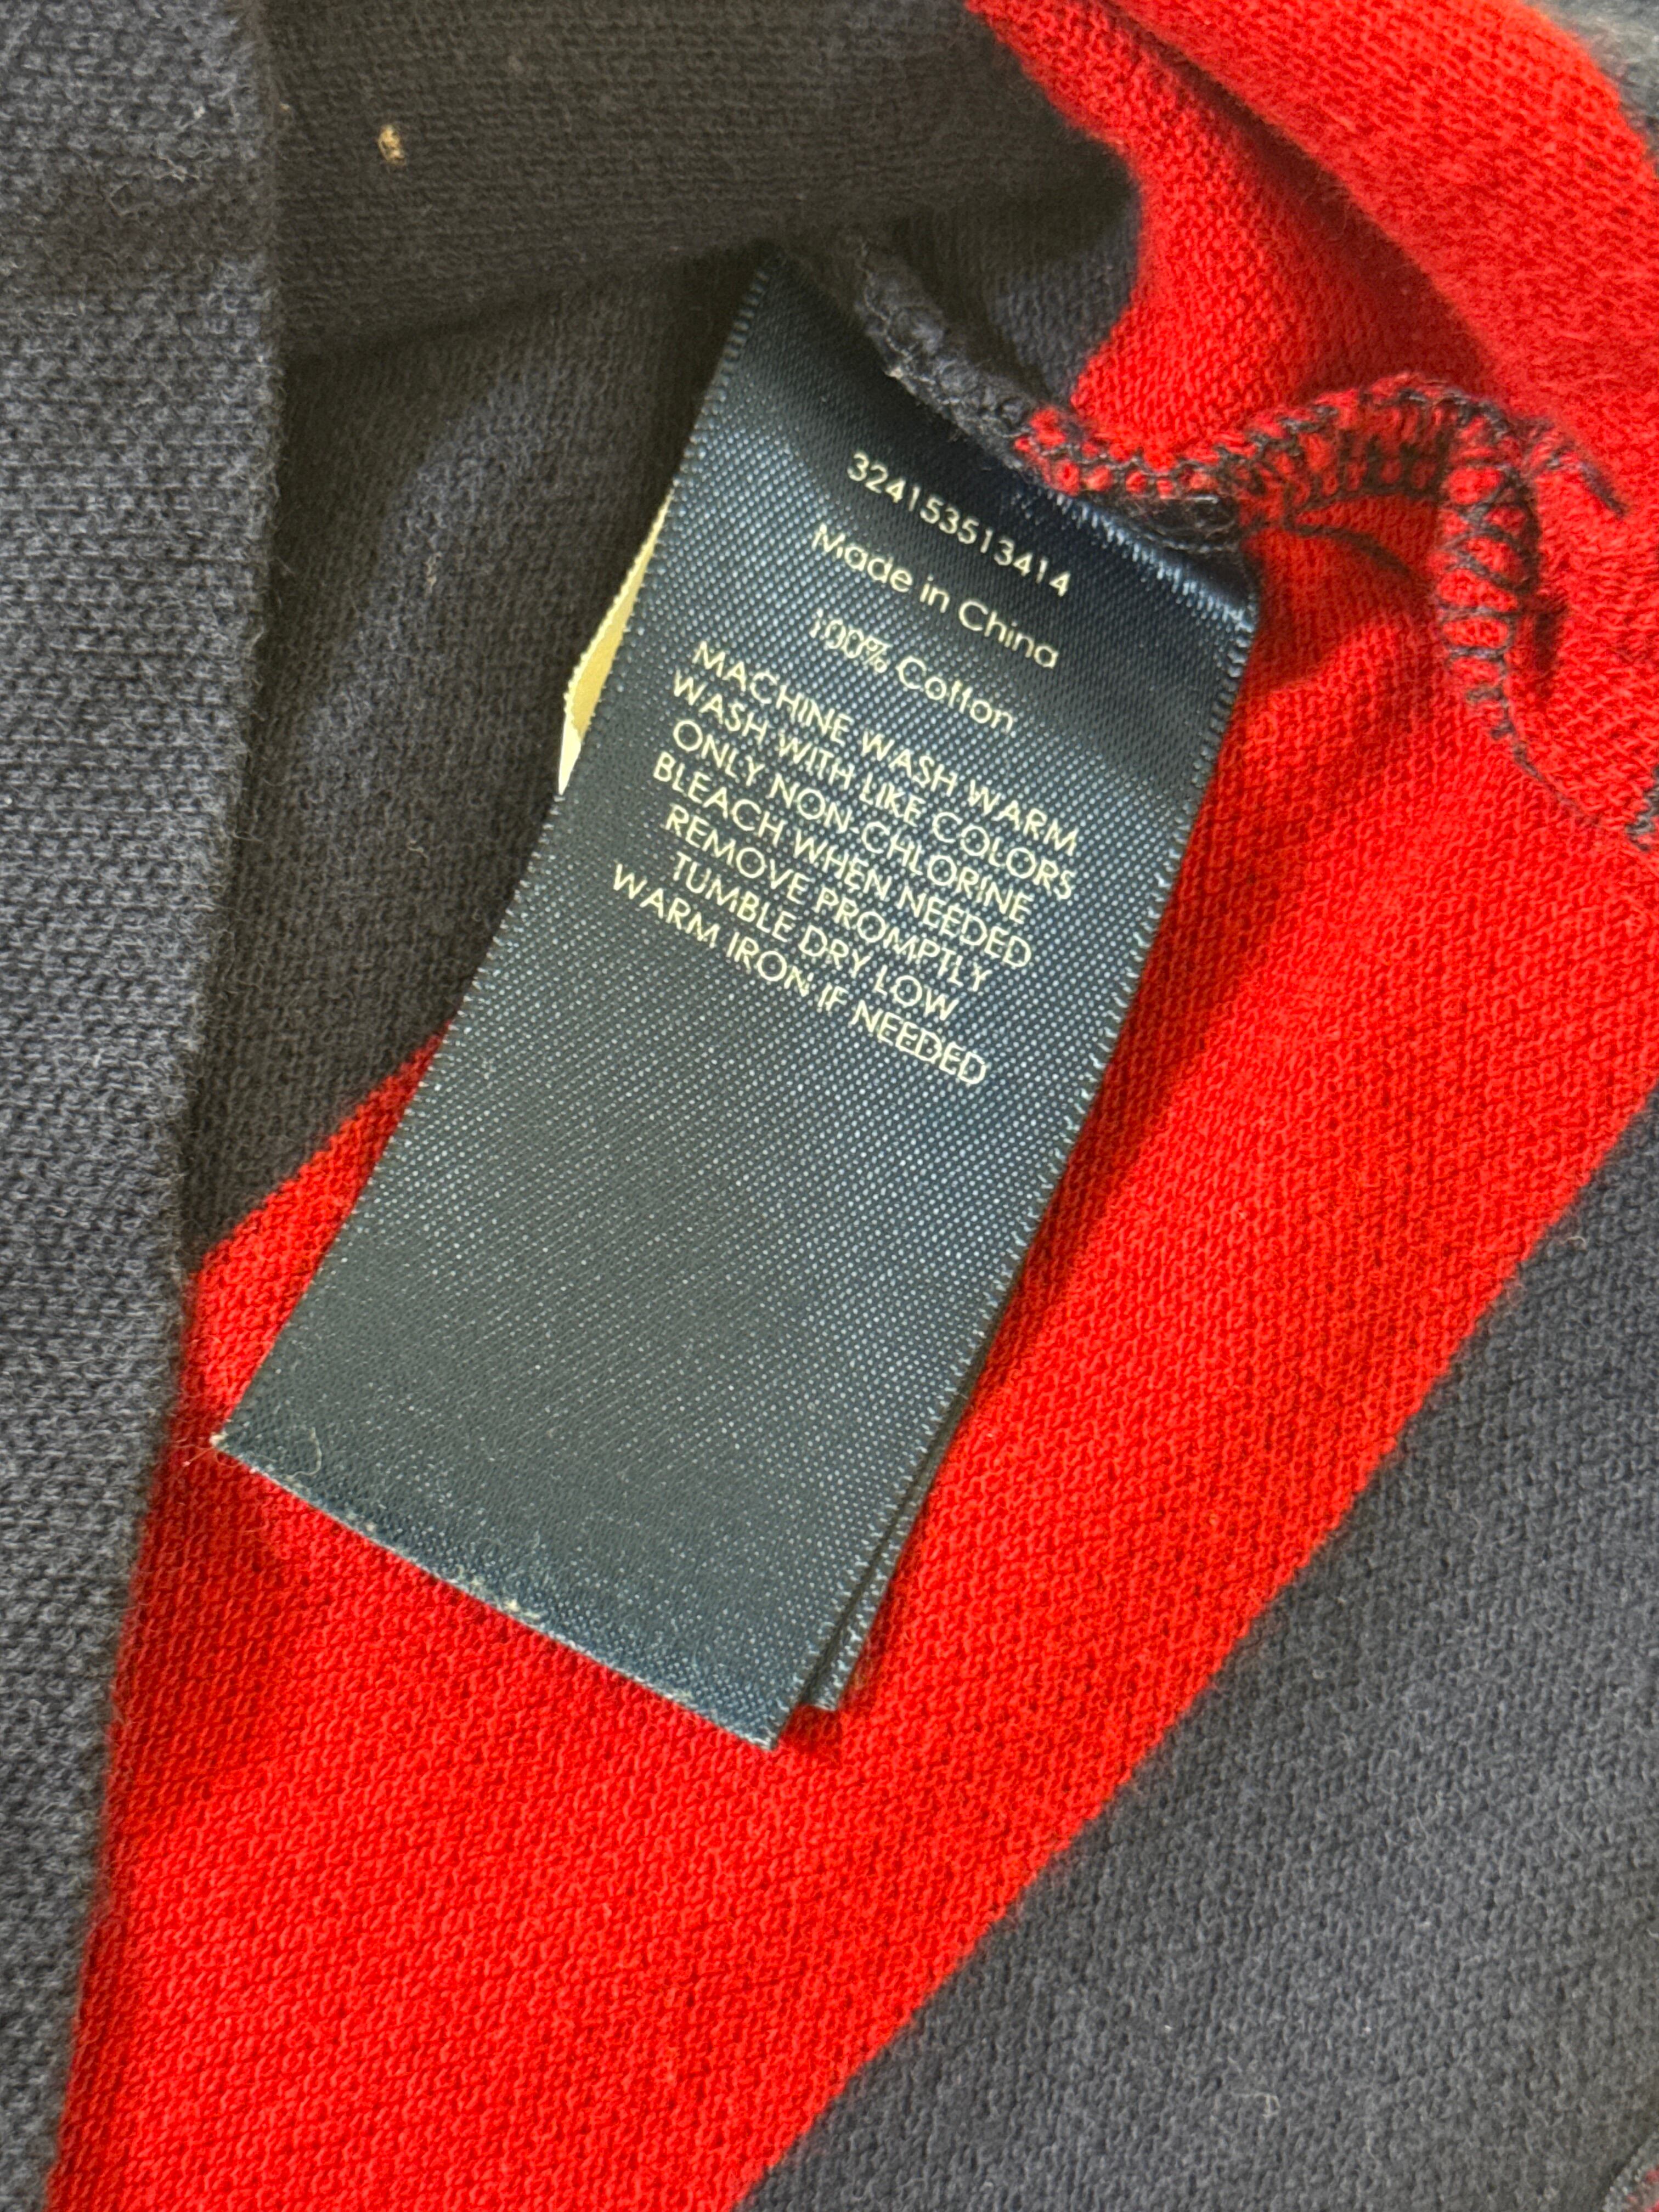 324153513414
Made in China
100% Cotton
MACHINE WASH WARM
WASH WITH LIKE COLORS
ONLY NON-CHLORINE
BLEACH WHEN NEEDED
REMOVE PROMPTLY
TUMBLE DRY LOW
WARM IRON IF NEEDED